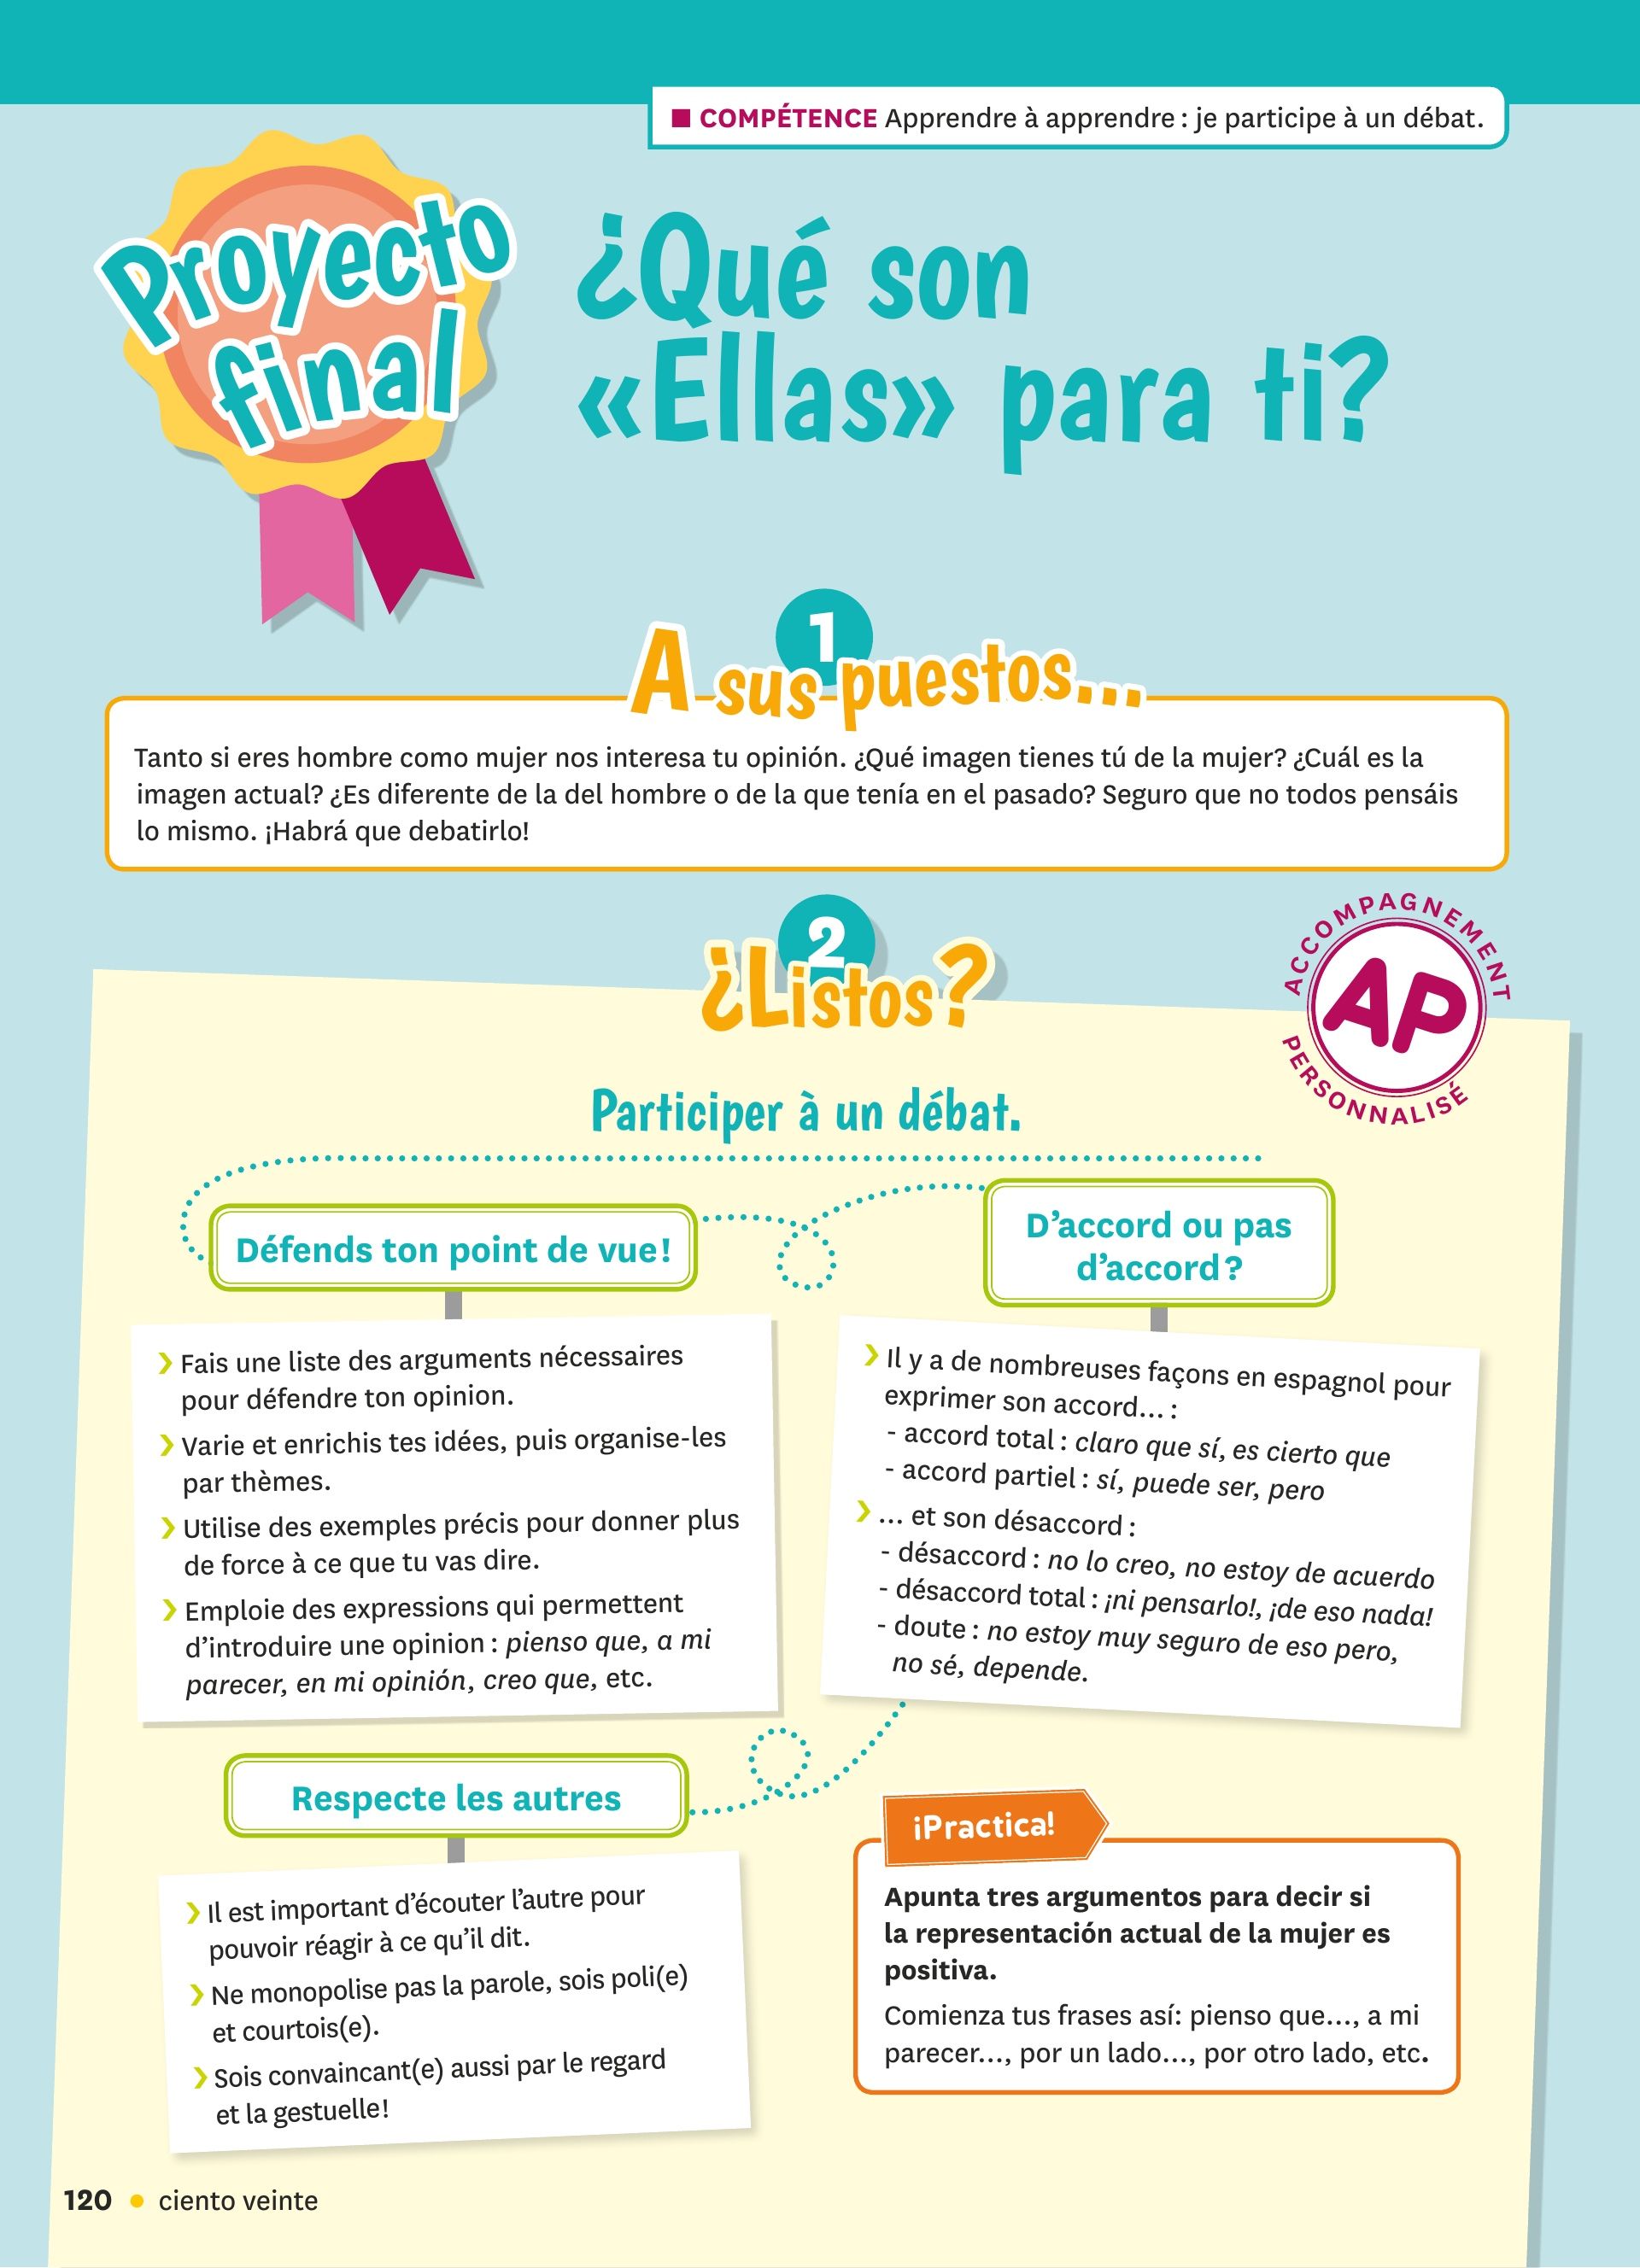 ■ COMPÉTENCE Apprendre à apprendre : je participe à un débat.
Proyecto
final
¿Qué son
«Ellas» para ti?
1
A sus puestos...
Tanto si eres hombre como mujer nos interesa tu opinión. ¿Qué imagen tienes tú de la mujer? ¿Cuál es la
imagen actual? ¿Es diferente de la del hombre o de la que tenía en el pasado? Seguro que no todos pensáis
lo mismo. ¡Habrá que debatirlo!
2
¿Listos?
ACCOMPAGNEMENT
AP
PERSONNALISÉ
Participer à un débat.
Défends ton point de vue !
› Fais une liste des arguments nécessaires
pour défendre ton opinion.
› Varie et enrichis tes idées, puis organise-les
par thèmes.
› Utilise des exemples précis pour donner plus
de force à ce que tu vas dire.
› Emploie des expressions qui permettent
d'introduire une opinion : pienso que, a mi
parecer, en mi opinión, creo que, etc.
D'accord ou pas
d'accord ?
› Il y a de nombreuses façons en espagnol pour
exprimer son accord... :
- accord total : claro que sí, es cierto que
- accord partiel : sí, puede ser, pero
› ... et son désaccord :
- désaccord : no lo creo, no estoy de acuerdo
- désaccord total : ¡ni pensarlo!, ¡de eso nada!
- doute : no estoy muy seguro de eso pero,
no sé, depende.
Respecte les autres
› Il est important d'écouter l'autre pour
pouvoir réagir à ce qu'il dit.
› Ne monopolise pas la parole, sois poli(e)
et courtois(e).
› Sois convaincant(e) aussi par le regard
et la gestuelle !
¡Practica!
Apunta tres argumentos para decir si
la representación actual de la mujer es
positiva.
Comienza tus frases así: pienso que..., a mi
parecer..., por un lado..., por otro lado, etc.
120 • ciento veinte